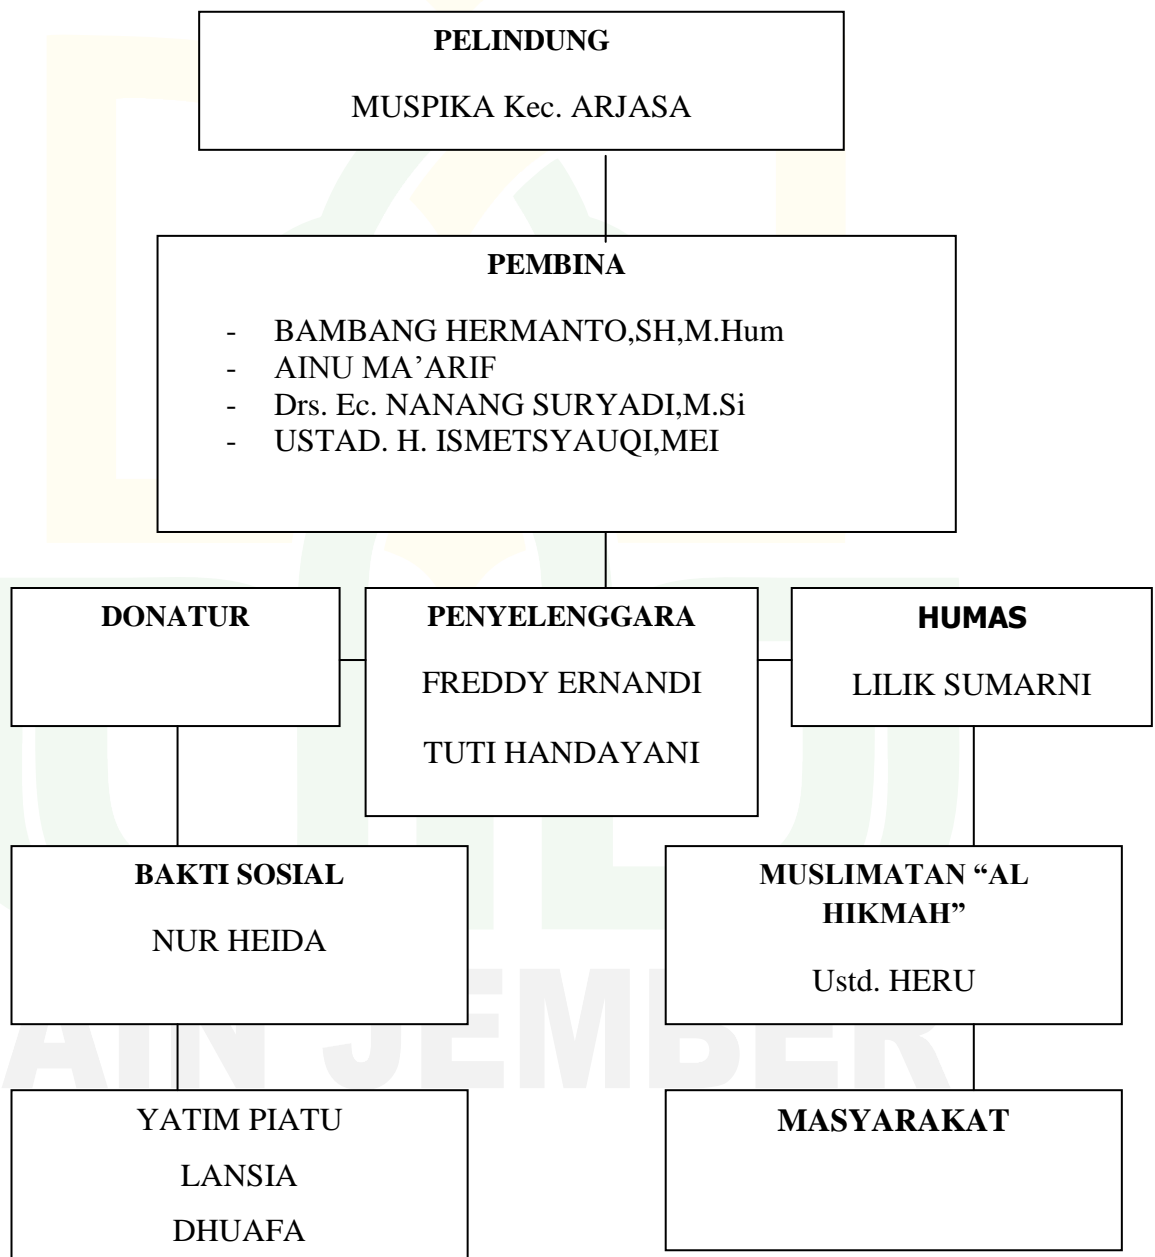 PELINDUNG
MUSPIKA Kec. ARJASA
PEMBINA
- BAMBANG HERMANTO,SH,M.Hum
- AINU MA’ARIF
- Drs. Ec. NANANG SURYADI,M.Si
- USTAD. H. ISMETSYAUQI,MEI
DONATUR
PENYELENGGARA
FREDDY ERNANDI
TUTI HANDAYANI
HUMAS
LILIK SUMARNI
BAKTI SOSIAL
NUR HEIDA
MUSLIMATAN “AL
HIKMAH”
Ustd. HERU
YATIM PIATU
LANSIA
DHUAFA
MASYARAKAT
AIN JEMBER